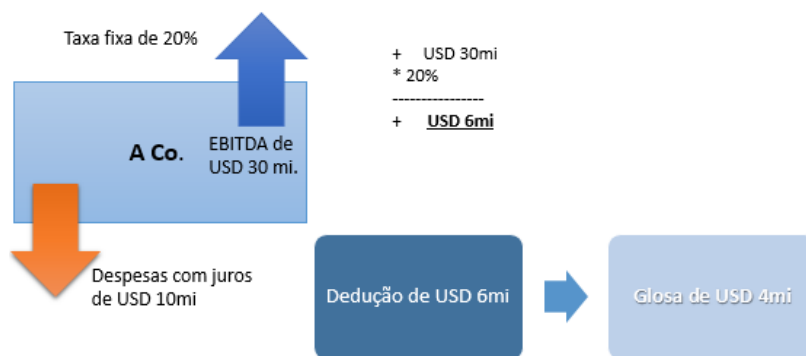 Taxa fixa de 20%
+ USD 30mi
* 20%
----------------
+ USD 6mi
A Co.
EBITDA de
USD 30 mi.
Despesas com juros
de USD 10mi
Dedução de USD 6mi
Glosa de USD 4mi